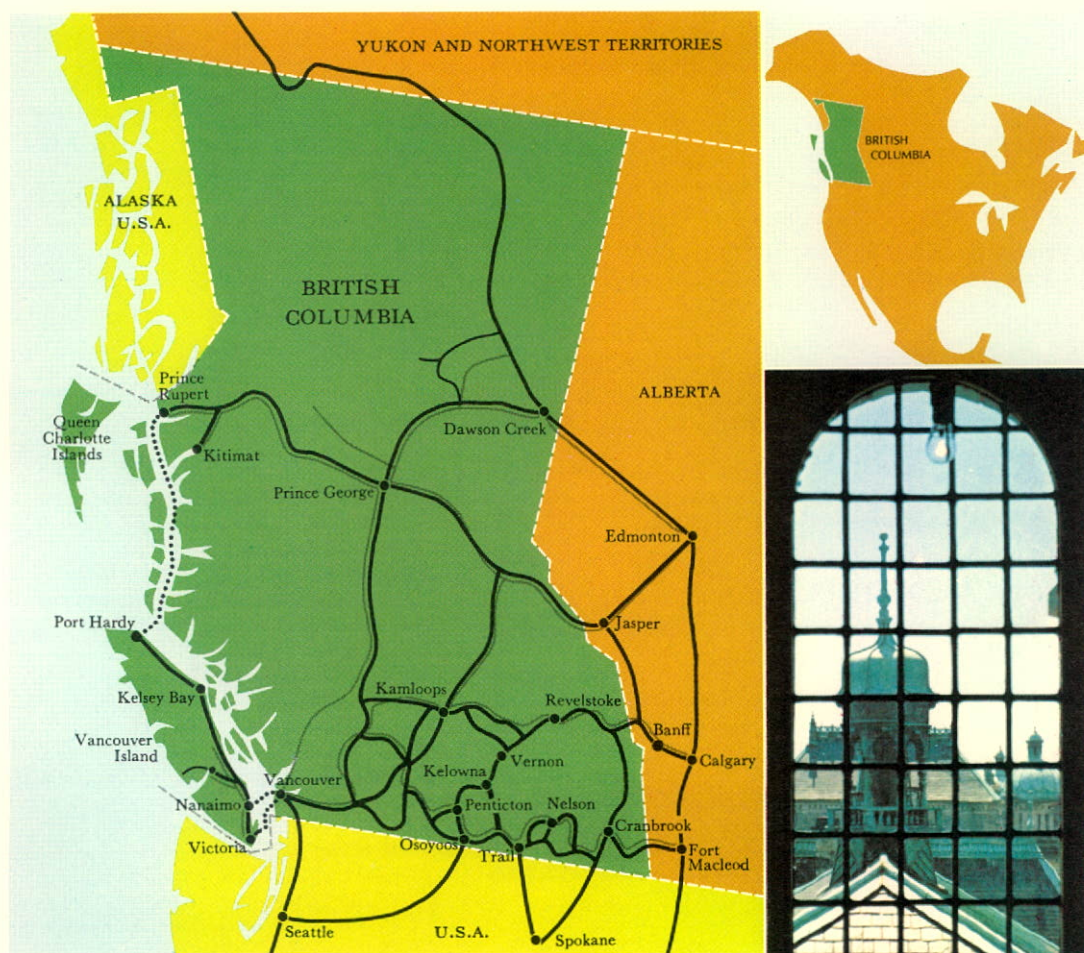 YUKON AND NORTHWEST TERRITORIES
ALASKA
U.S.A.
BRITISH
COLUMBIA
ALBERTA
Prince
Rupert
Queen
Charlotte
Islands
Kitimat
Dawson Creek
Prince George
Edmonton
Port Hardy
Jasper
Kelsey Bay
Kamloops
Revelstoke
Vancouver
Island
Banff
Vernon
Calgary
Kelowna
Vancouver
Nanaimo
Penticton
Nelson
Cranbrook
Victoria
Osoyoos
Trail
Fort
Macleod
Seattle
U.S.A.
Spokane
BRITISH
COLUMBIA